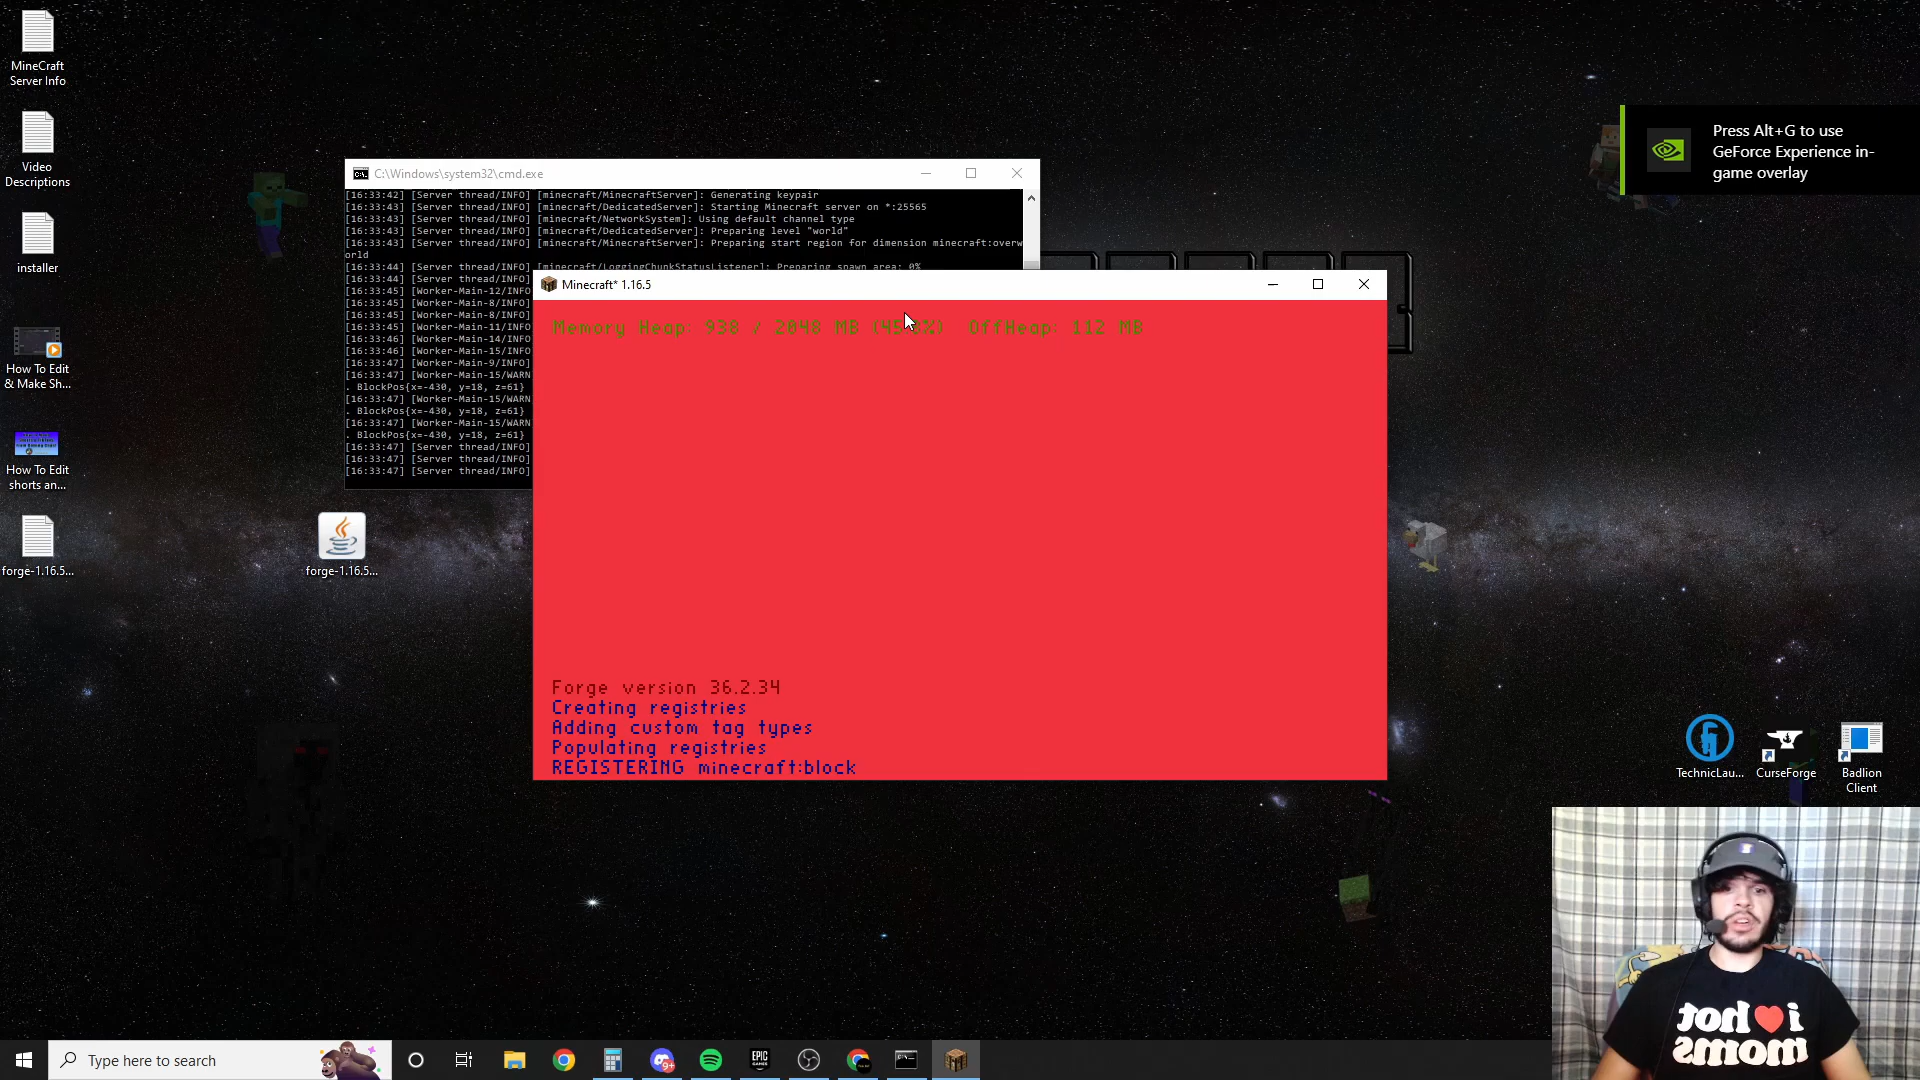 MineCraft
Server Info
Video
Descriptions
installer
How To Edit
& Make Sh...
How To Edit
shorts an...
forge-1.16.5...
forge-1.16.5...
C:\Windows\system32\cmd.exe
[16:33:42] [Server thread/INFO] [minecraft/MinecraftServer]: Generating keypair
[16:33:43] [Server thread/INFO] [minecraft/DedicatedServer]: Starting Minecraft server on *:25565
[16:33:43] [Server thread/INFO] [minecraft/NetworkSystem]: Using default channel type
[16:33:43] [Server thread/INFO] [minecraft/DedicatedServer]: Preparing level "world"
[16:33:43] [Server thread/INFO] [minecraft/MinecraftServer]: Preparing start region for dimension minecraft:overw
orld
[16:33:44] [Server thread/INFO] [minecraft/LoggingChunkStatusListener]: Preparing spawn area: 0%
[16:33:44] [Server thread/INFO]
[16:33:45] [Worker-Main-12/INFO
[16:33:45] [Worker-Main-8/INFO]
[16:33:45] [Worker-Main-8/INFO]
[16:33:45] [Worker-Main-11/INFO
[16:33:46] [Worker-Main-14/INFO
[16:33:46] [Worker-Main-15/INFO
[16:33:47] [Worker-Main-9/INFO]
[16:33:47] [Worker-Main-15/WARN
. BlockPos{x=-430, y=18, z=61}
[16:33:47] [Worker-Main-15/WARN
. BlockPos{x=-430, y=18, z=61}
[16:33:47] [Worker-Main-15/WARN
. BlockPos{x=-430, y=18, z=61}
[16:33:47] [Server thread/INFO]
[16:33:47] [Server thread/INFO]
[16:33:47] [Server thread/INFO]
Minecraft* 1.16.5
Memory Heap: 938 / 2048 MB OffHeap: 112 MB
Forge version 36.2.34
Creating registries
Adding custom tag types
Populating registries
REGISTERING minecraft:block
Press Alt+G to use
GeForce Experience in-
game overlay
TechnicLau...
CurseForge
Badlion
Client
i ♥ hot
moms
Type here to search
9+
EPIC
GAMES